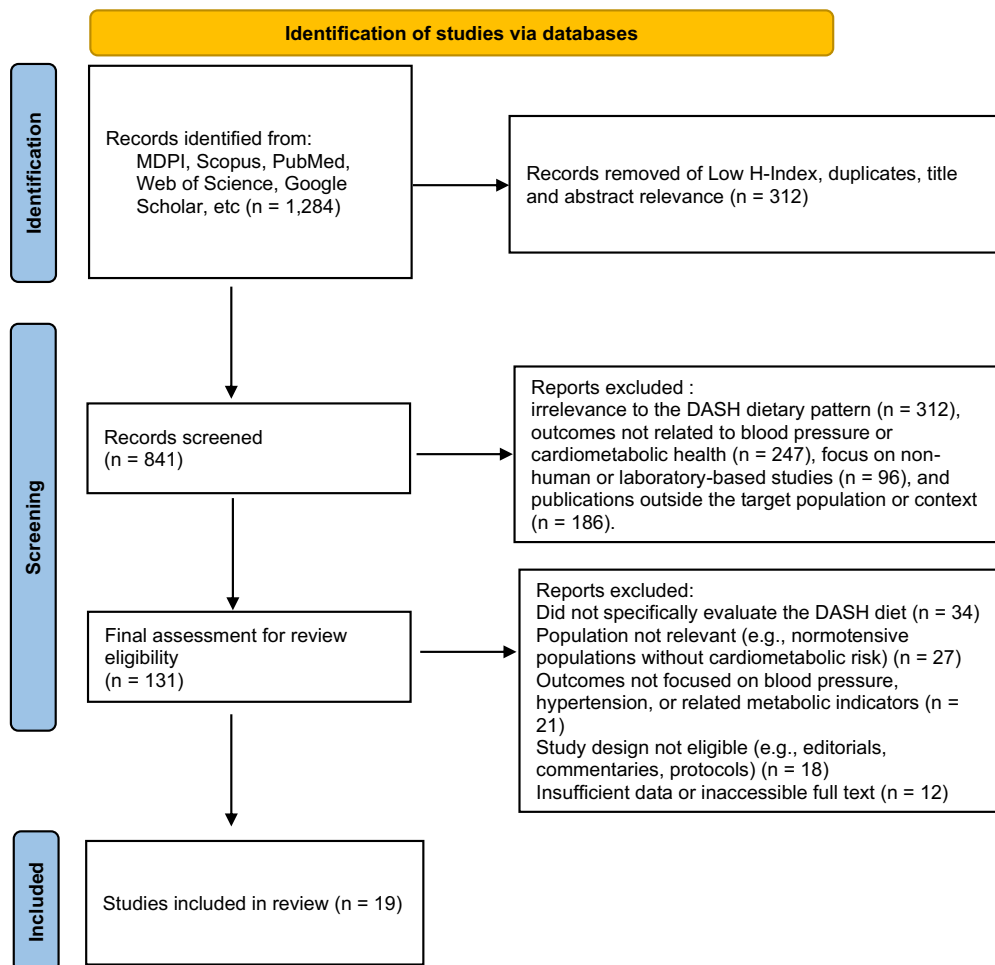 Identification of studies via databases
Identification
Records identified from:
MDPI, Scopus, PubMed,
Web of Science, Google
Scholar, etc (n = 1,284)
Records removed of Low H-Index, duplicates, title
and abstract relevance (n = 312)
Screening
Records screened
(n = 841)
Reports excluded :
irrelevance to the DASH dietary pattern (n = 312),
outcomes not related to blood pressure or
cardiometabolic health (n = 247), focus on non-
human or laboratory-based studies (n = 96), and
publications outside the target population or context
(n = 186).
Final assessment for review
eligibility
(n = 131)
Reports excluded:
Did not specifically evaluate the DASH diet (n = 34)
Population not relevant (e.g., normotensive
populations without cardiometabolic risk) (n = 27)
Outcomes not focused on blood pressure,
hypertension, or related metabolic indicators (n =
21)
Study design not eligible (e.g., editorials,
commentaries, protocols) (n = 18)
Insufficient data or inaccessible full text (n = 12)
Included
Studies included in review (n = 19)